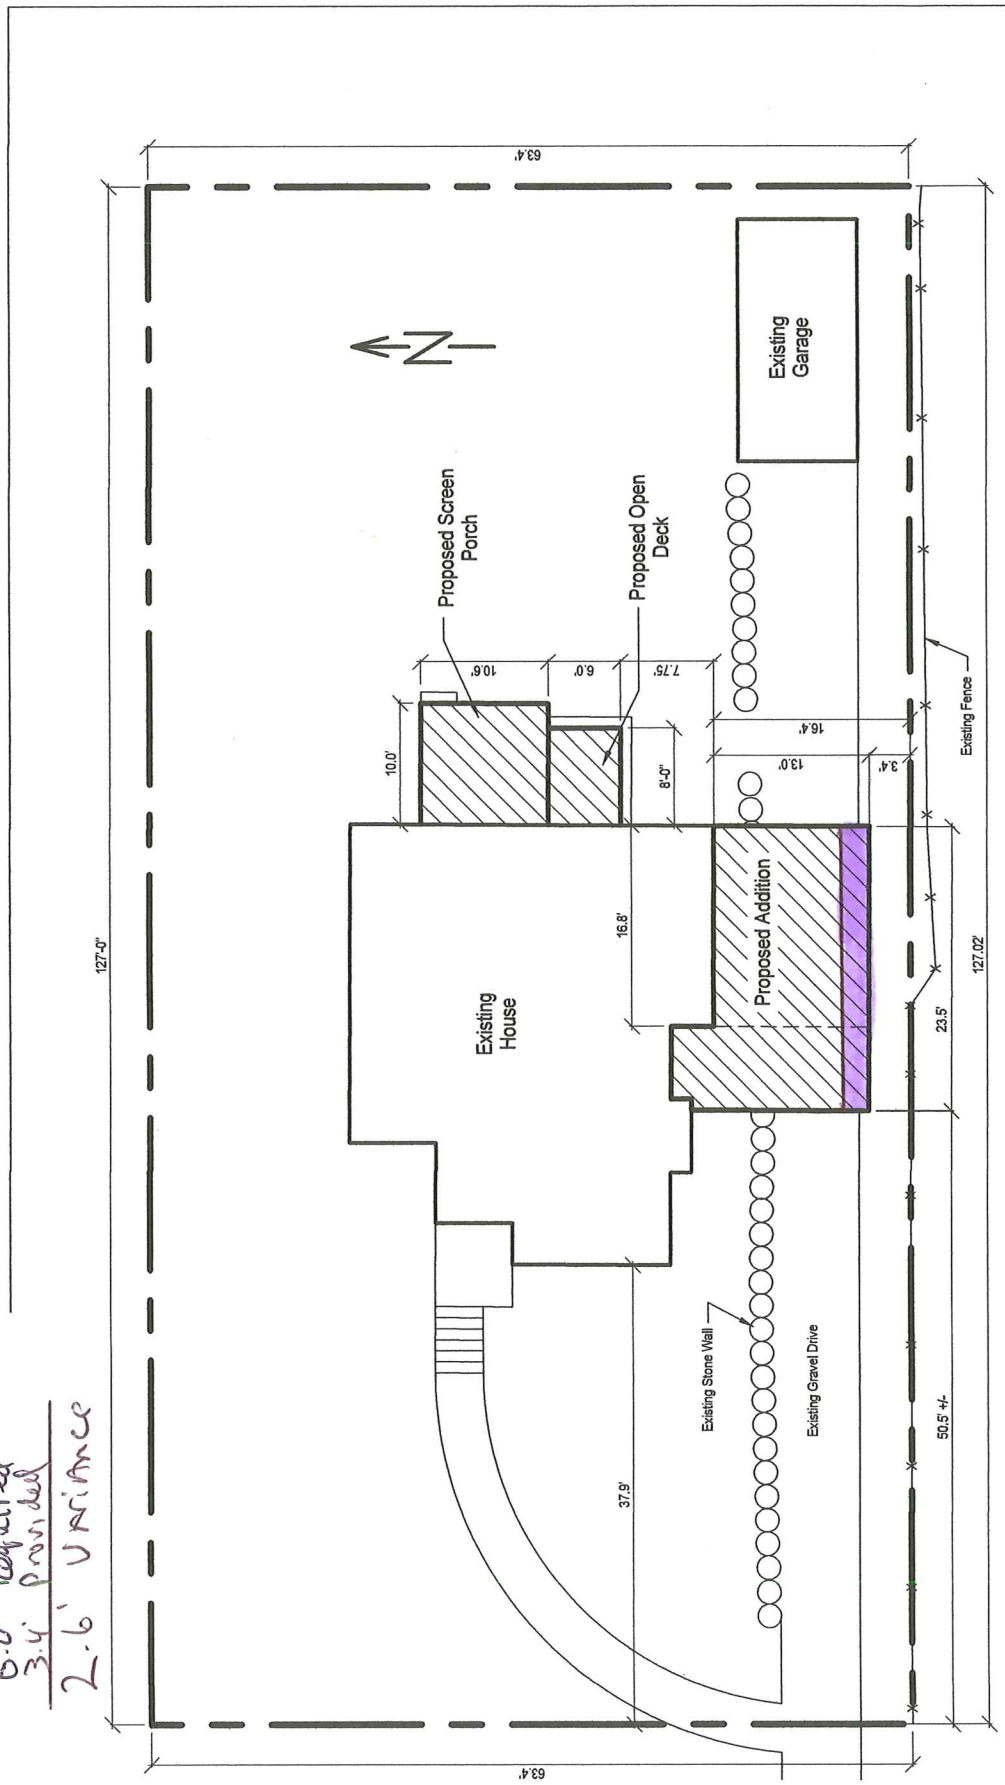 Required
3.4' Provided
2.6' VAriAnce
127'-0"
63.4'
63.4'
N
Existing
Garage
Proposed Screen
Porch
Proposed Open
Deck
10.0'
10.6'
6.0'
7.75'
8'-0"
16.4'
13.0'
3.4'
16.8'
Existing
House
Proposed Addition
Existing Fence
Existing Stone Wall
Existing Gravel Drive
37.9'
23.5'
50.5' +/-
127.02'